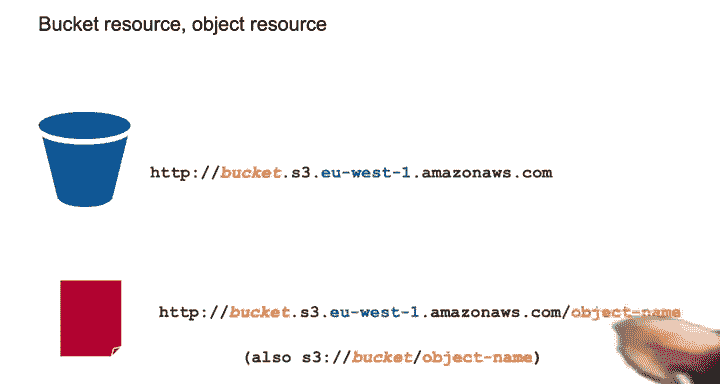 Bucket resource, object resource
http://bucket.s3.eu-west-1.amazonaws.com
http://bucket.s3.eu-west-1.amazonaws.com/object-name
(also s3://bucket/object-name)